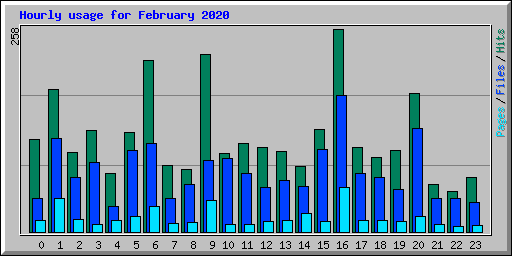 Hourly usage for February 2020
258
Pages/Files/Hits
0 1 2 3 4 5 6 7 8 9 10 11 12 13 14 15 16 17 18 19 20 21 22 23